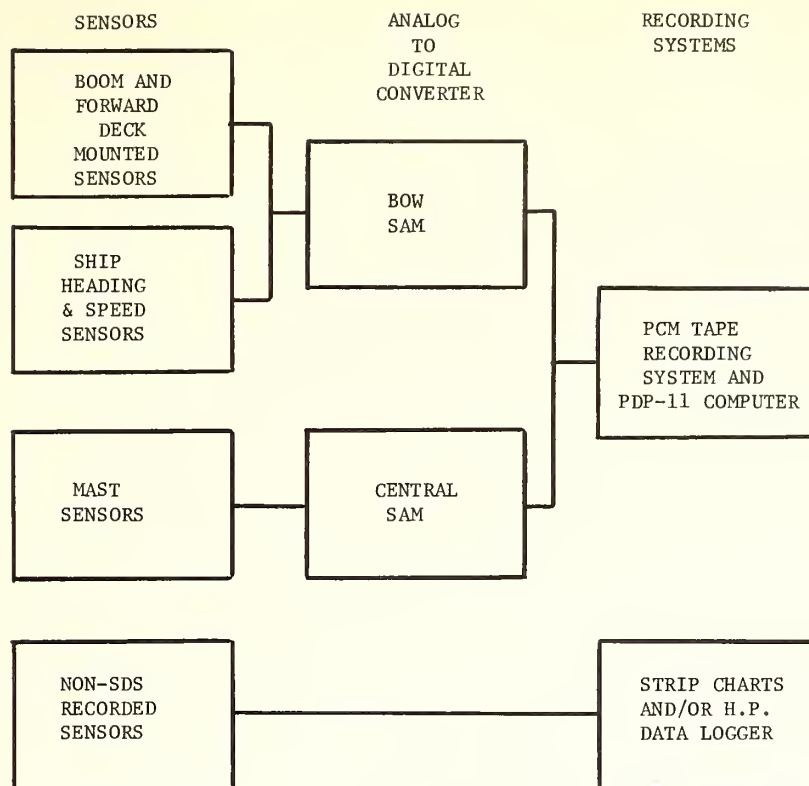 SENSORS
ANALOG
TO
DIGITAL
CONVERTER
RECORDING
SYSTEMS
BOOM AND
FORWARD
DECK
MOUNTED
SENSORS
SHIP
HEADING
& SPEED
SENSORS
BOW
SAM
PCM TAPE
RECORDING
SYSTEM AND
PDP-11 COMPUTER
MAST
SENSORS
CENTRAL
SAM
NON-SDS
RECORDED
SENSORS
STRIP CHARTS
AND/OR H.P.
DATA LOGGER